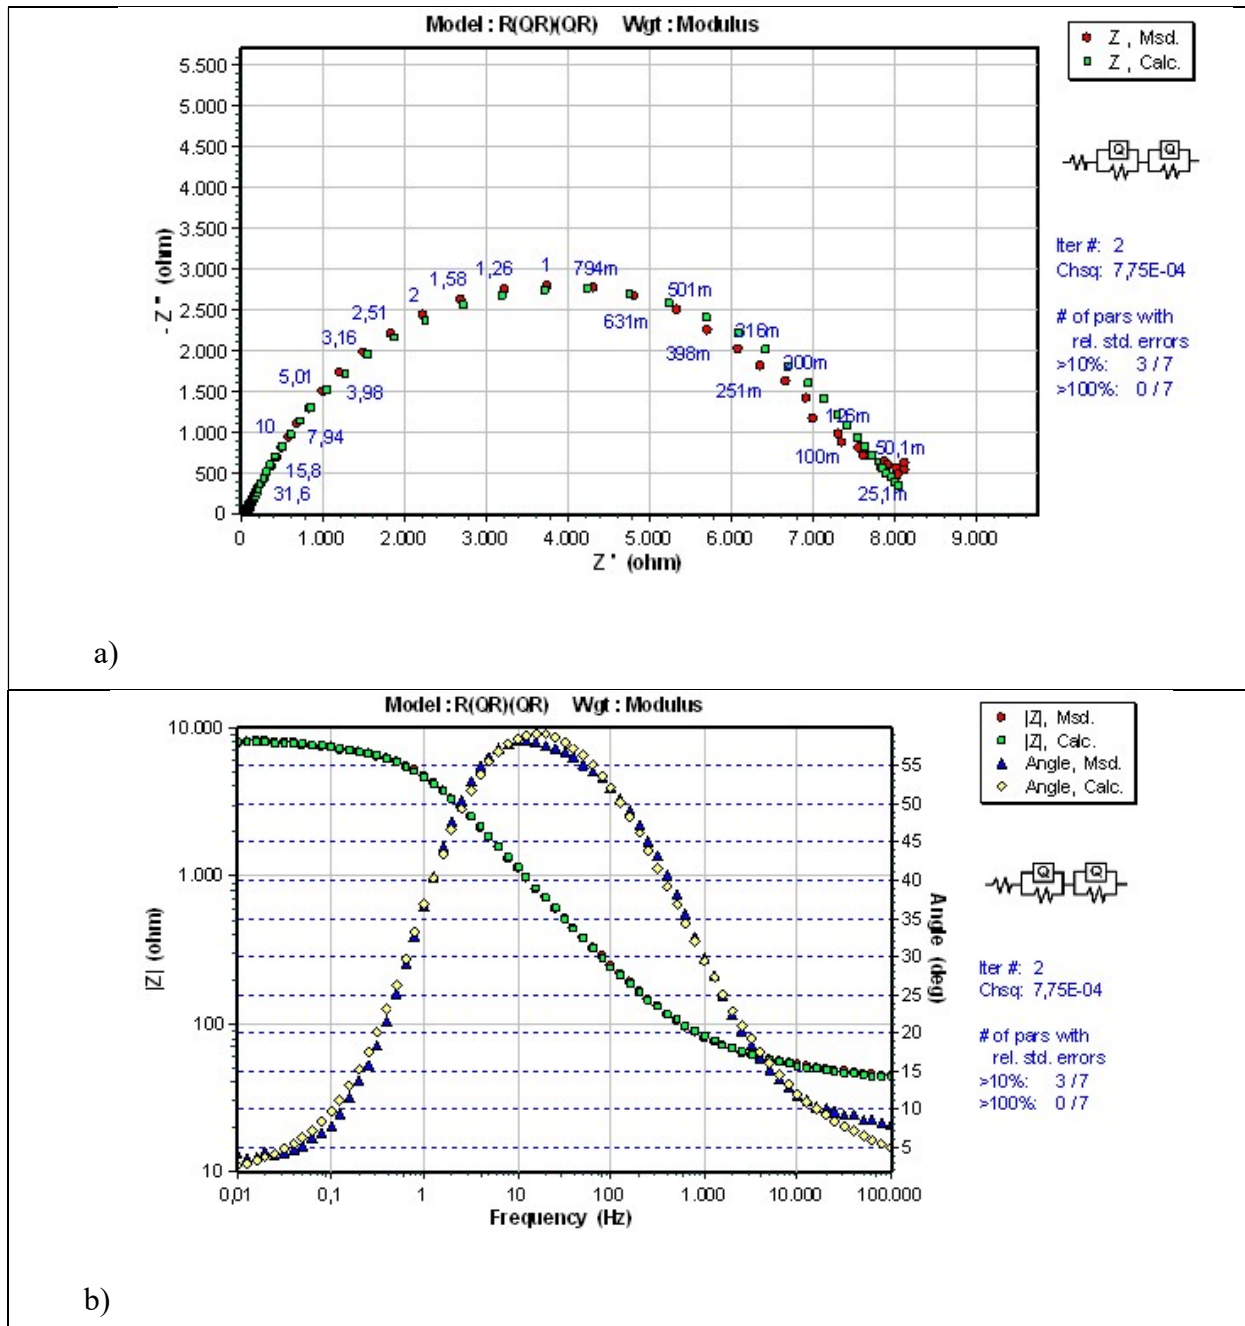 Model : R(QR)(QR) Wgt : Modulus
Z , Msd.
Z , Calc.
5.500
5.000
4.500
4.000
3.500
3.000
2.500
2.000
1.500
1.000
500
0
- Z '' (ohm)
10
5,01
3,16
2,51
2
1,58
1,26
1
794m
501m
316m
200m
126m
50,1m
31,6
15,8
7,94
3,98
631m
398m
251m
100m
25,1m
0 1.000 2.000 3.000 4.000 5.000 6.000 7.000 8.000 9.000
Z ' (ohm)
Q Q
Iter #: 2
Chsq: 7,75E-04
# of pars with
rel. std. errors
>10%: 3 / 7
>100%: 0 / 7
a)
Model : R(QR)(QR) Wgt : Modulus
|Z|, Msd.
|Z|, Calc.
Angle, Msd.
Angle, Calc.
10.000
1.000
100
10
|Z| (ohm)
55
50
45
40
35
30
25
20
15
10
5
Angle (deg)
0,01 0,1 1 10 100 1.000 10.000 100.000
Frequency (Hz)
Q Q
Iter #: 2
Chsq: 7,75E-04
# of pars with
rel. std. errors
>10%: 3 / 7
>100%: 0 / 7
b)